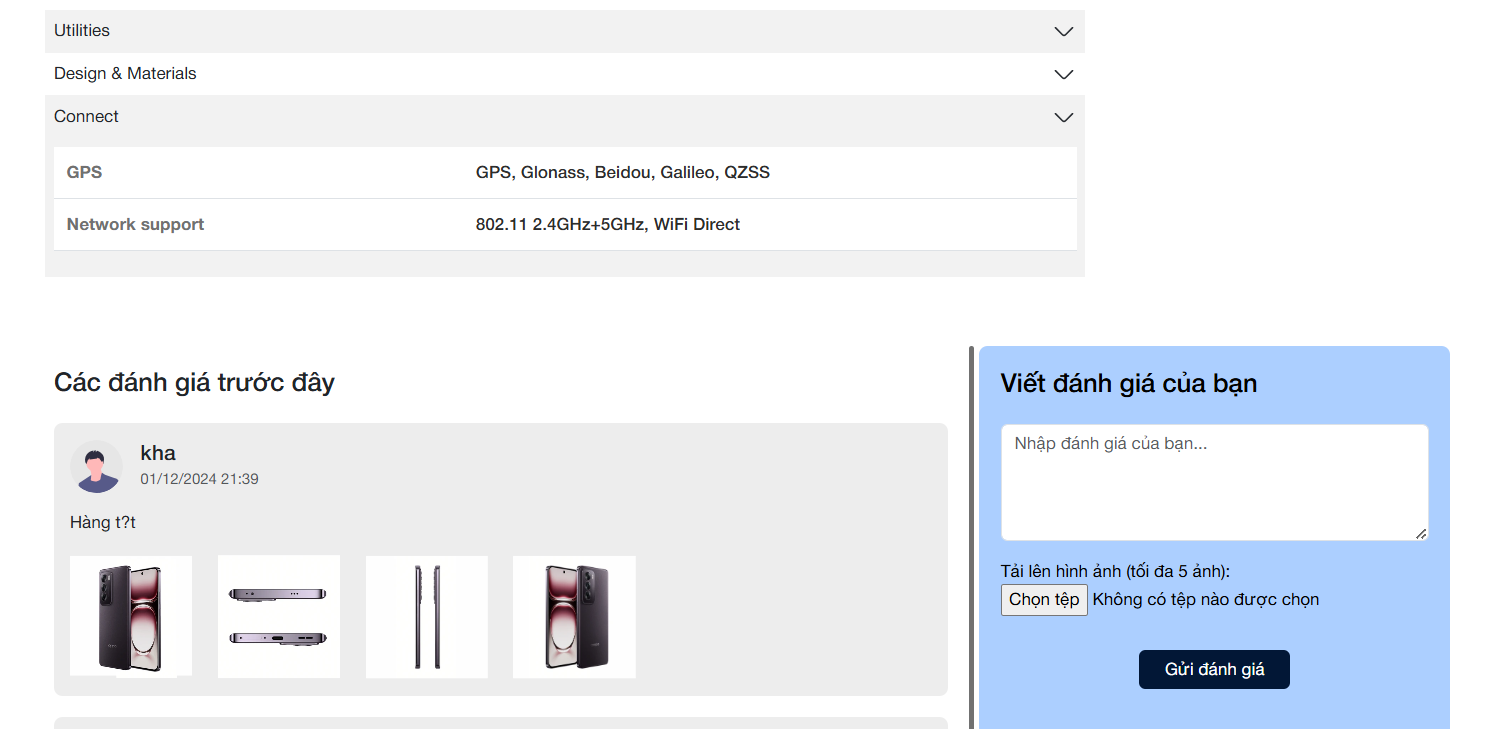 Utilities
Design & Materials
Connect
GPS GPS, Glonass, Beidou, Galileo, QZSS
Network support 802.11 2.4GHz+5GHz, WiFi Direct
Các đánh giá trước đây
kha
01/12/2024 21:39
Hàng t?t
Viết đánh giá của bạn
Nhập đánh giá của bạn...
Tải lên hình ảnh (tối đa 5 ảnh):
Chọn tệp Không có tệp nào được chọn
Gửi đánh giá